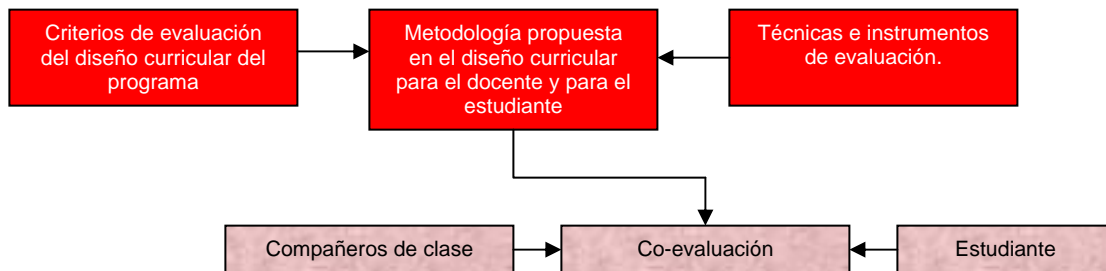 Criterios de evaluación
del diseño curricular del
programa
Metodología propuesta
en el diseño curricular
para el docente y para el
estudiante
Técnicas e instrumentos
de evaluación.
Compañeros de clase
Co-evaluación
Estudiante